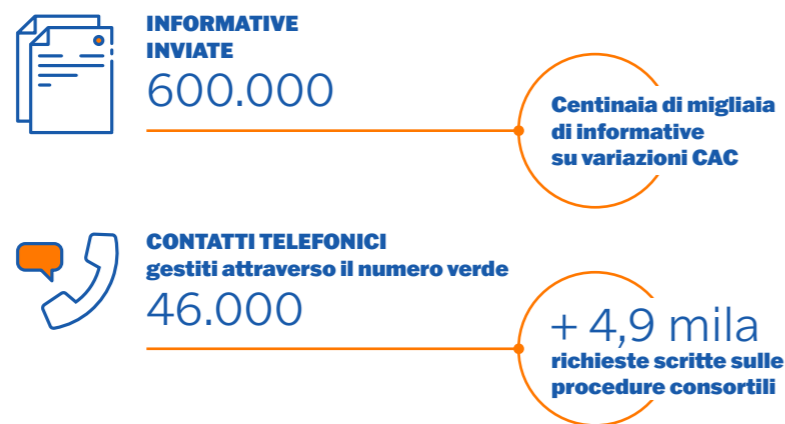 INFORMATIVE
INVIATE
600.000
Centinaia di migliaia
di informative
su variazioni CAC
CONTATTI TELEFONICI
gestiti attraverso il numero verde
46.000
+ 4,9 mila
richieste scritte sulle
procedure consortili